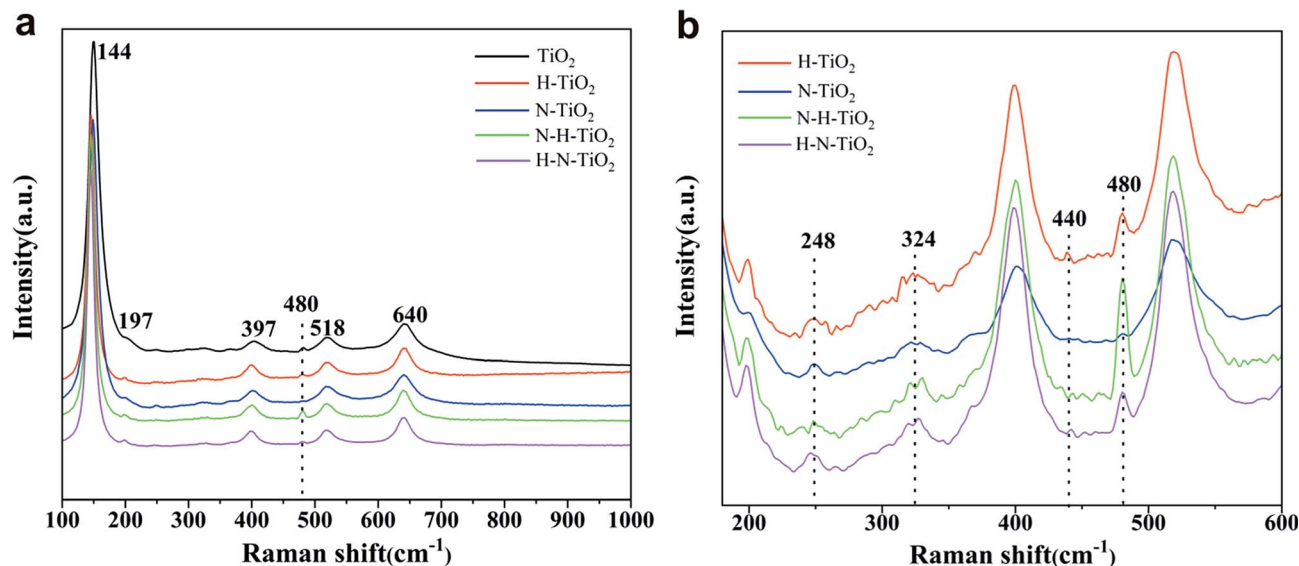 a
144
197
397
480
518
640
TiO₂
H-TiO₂
N-TiO₂
N-H-TiO₂
H-N-TiO₂
Intensity(a.u.)
100 200 300 400 500 600 700 800 900 1000
Raman shift(cm⁻¹)
b
H-TiO₂
N-TiO₂
N-H-TiO₂
H-N-TiO₂
248
324
440
480
Intensity(a.u.)
200 300 400 500 600
Raman shift(cm⁻¹)